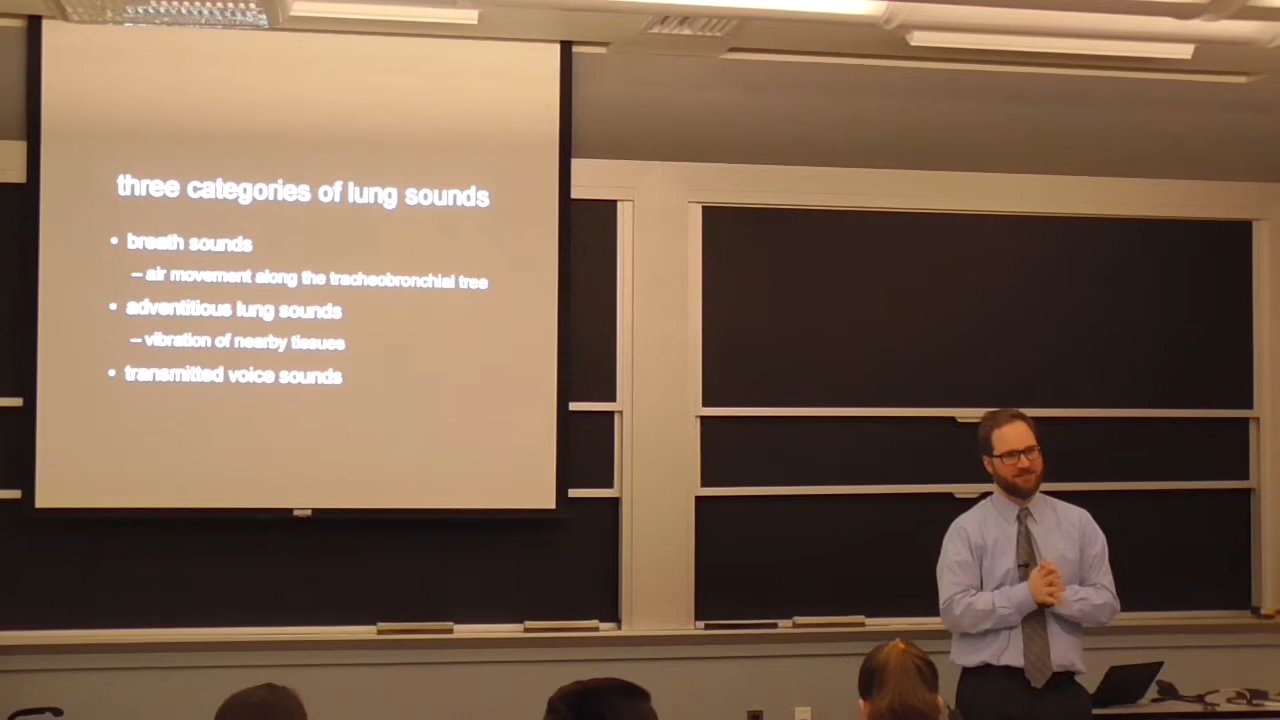 three categories of lung sounds
• breath sounds
– air movement along the tracheobronchial tree
• adventitious lung sounds
– vibration of nearby tissues
• transmitted voice sounds